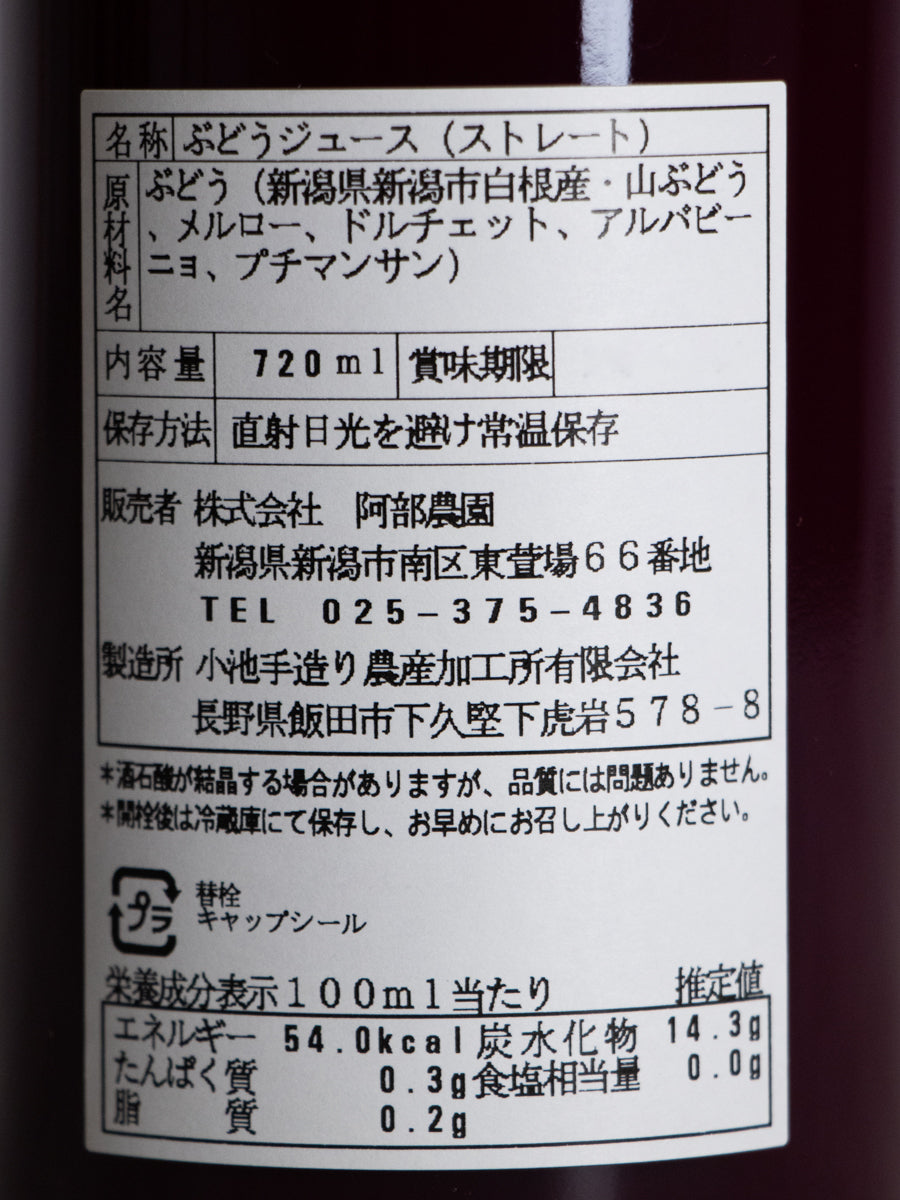 名称 ぶどうジュース（ストレート）
原材料名 ぶどう（新潟県新潟市白根産・山ぶどう
、メルロー、ドルチェット、アルバビー
ニョ、プチマンサン）
内容量 720ml 賞味期限
保存方法 直射日光を避け常温保存
販売者 株式会社 阿部農園
新潟県新潟市南区東萱場66番地
TEL 025-375-4836
製造所 小池手造り農産加工所有限会社
長野県飯田市下久堅下虎岩578-8
*酒石酸が結晶する場合がありますが、品質には問題ありません。
*開栓後は冷蔵庫にて保存し、お早めにお召し上がりください。
プラ 替栓
キャップシール
栄養成分表示100ml当たり 推定値
エネルギー 54.0kcal 炭水化物 14.3g
たんぱく質 0.3g 食塩相当量 0.0g
脂質 0.2g